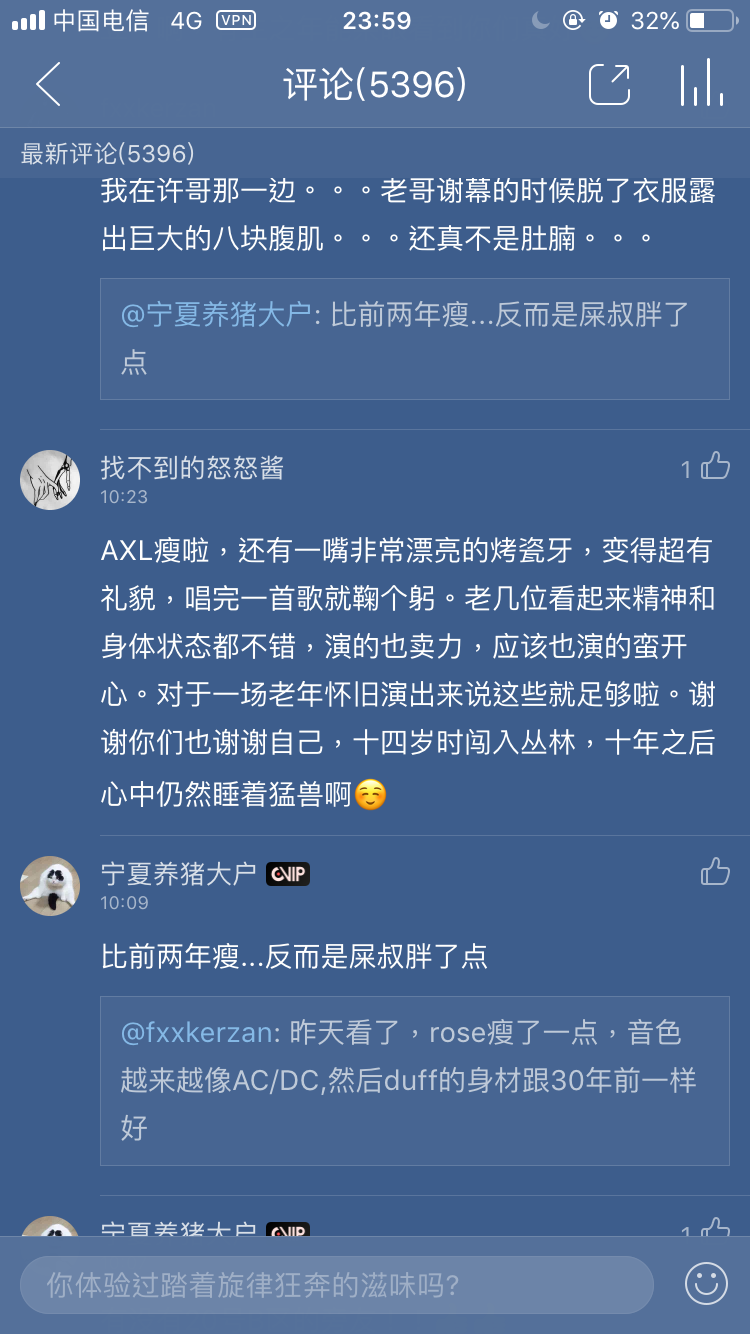 中国电信 4G VPN 23:59 32%
评论(5396)
最新评论(5396)
我在许哥那一边。。。老哥谢幕的时候脱了衣服露
出巨大的八块腹肌。。。还真不是肚腩。。。
@宁夏养猪大户: 比前两年瘦...反而是屎叔胖了
点
找不到的怒怒酱 1
10:23
AXL瘦啦，还有一嘴非常漂亮的烤瓷牙，变得超有
礼貌，唱完一首歌就鞠个躬。老几位看起来精神和
身体状态都不错，演的也卖力，应该也演的蛮开
心。对于一场老年怀旧演出来说这些就足够啦。谢
谢你们也谢谢自己，十四岁时闯入丛林，十年之后
心中仍然睡着猛兽啊☺️
宁夏养猪大户 VIP
10:09
比前两年瘦...反而是屎叔胖了点
@fxxkerzan: 昨天看了，rose瘦了一点，音色
越来越像AC/DC,然后duff的身材跟30年前一样
好
宁夏养猪大户 VIP 1
你体验过踏着旋律狂奔的滋味吗?